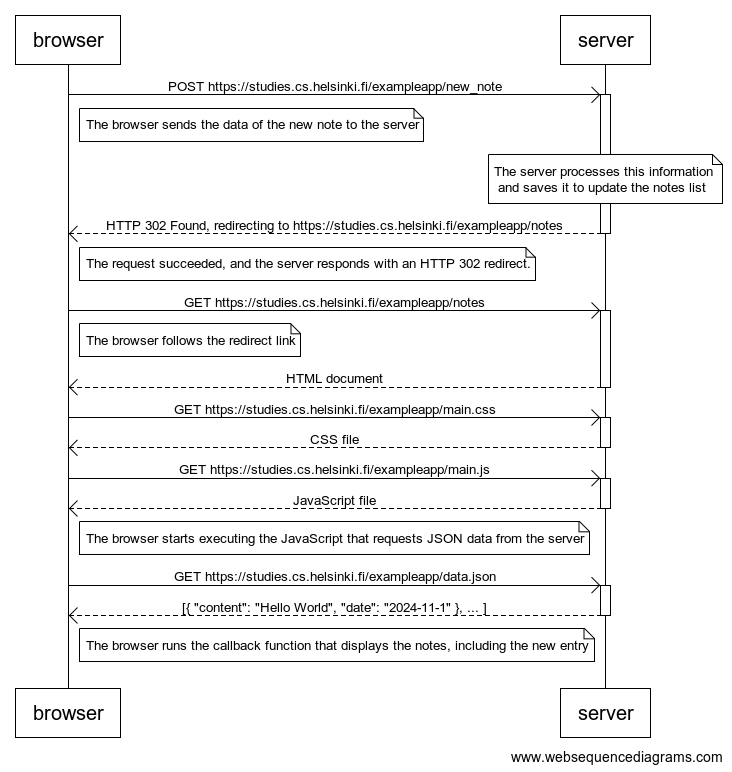 browser
server
POST https://studies.cs.helsinki.fi/exampleapp/new_note
The browser sends the data of the new note to the server
The server processes this information
and saves it to update the notes list
HTTP 302 Found, redirecting to https://studies.cs.helsinki.fi/exampleapp/notes
The request succeeded, and the server responds with an HTTP 302 redirect.
GET https://studies.cs.helsinki.fi/exampleapp/notes
The browser follows the redirect link
HTML document
GET https://studies.cs.helsinki.fi/exampleapp/main.css
CSS file
GET https://studies.cs.helsinki.fi/exampleapp/main.js
JavaScript file
The browser starts executing the JavaScript that requests JSON data from the server
GET https://studies.cs.helsinki.fi/exampleapp/data.json
[{ "content": "Hello World", "date": "2024-11-1" }, ... ]
The browser runs the callback function that displays the notes, including the new entry
browser
server
www.websequencediagrams.com